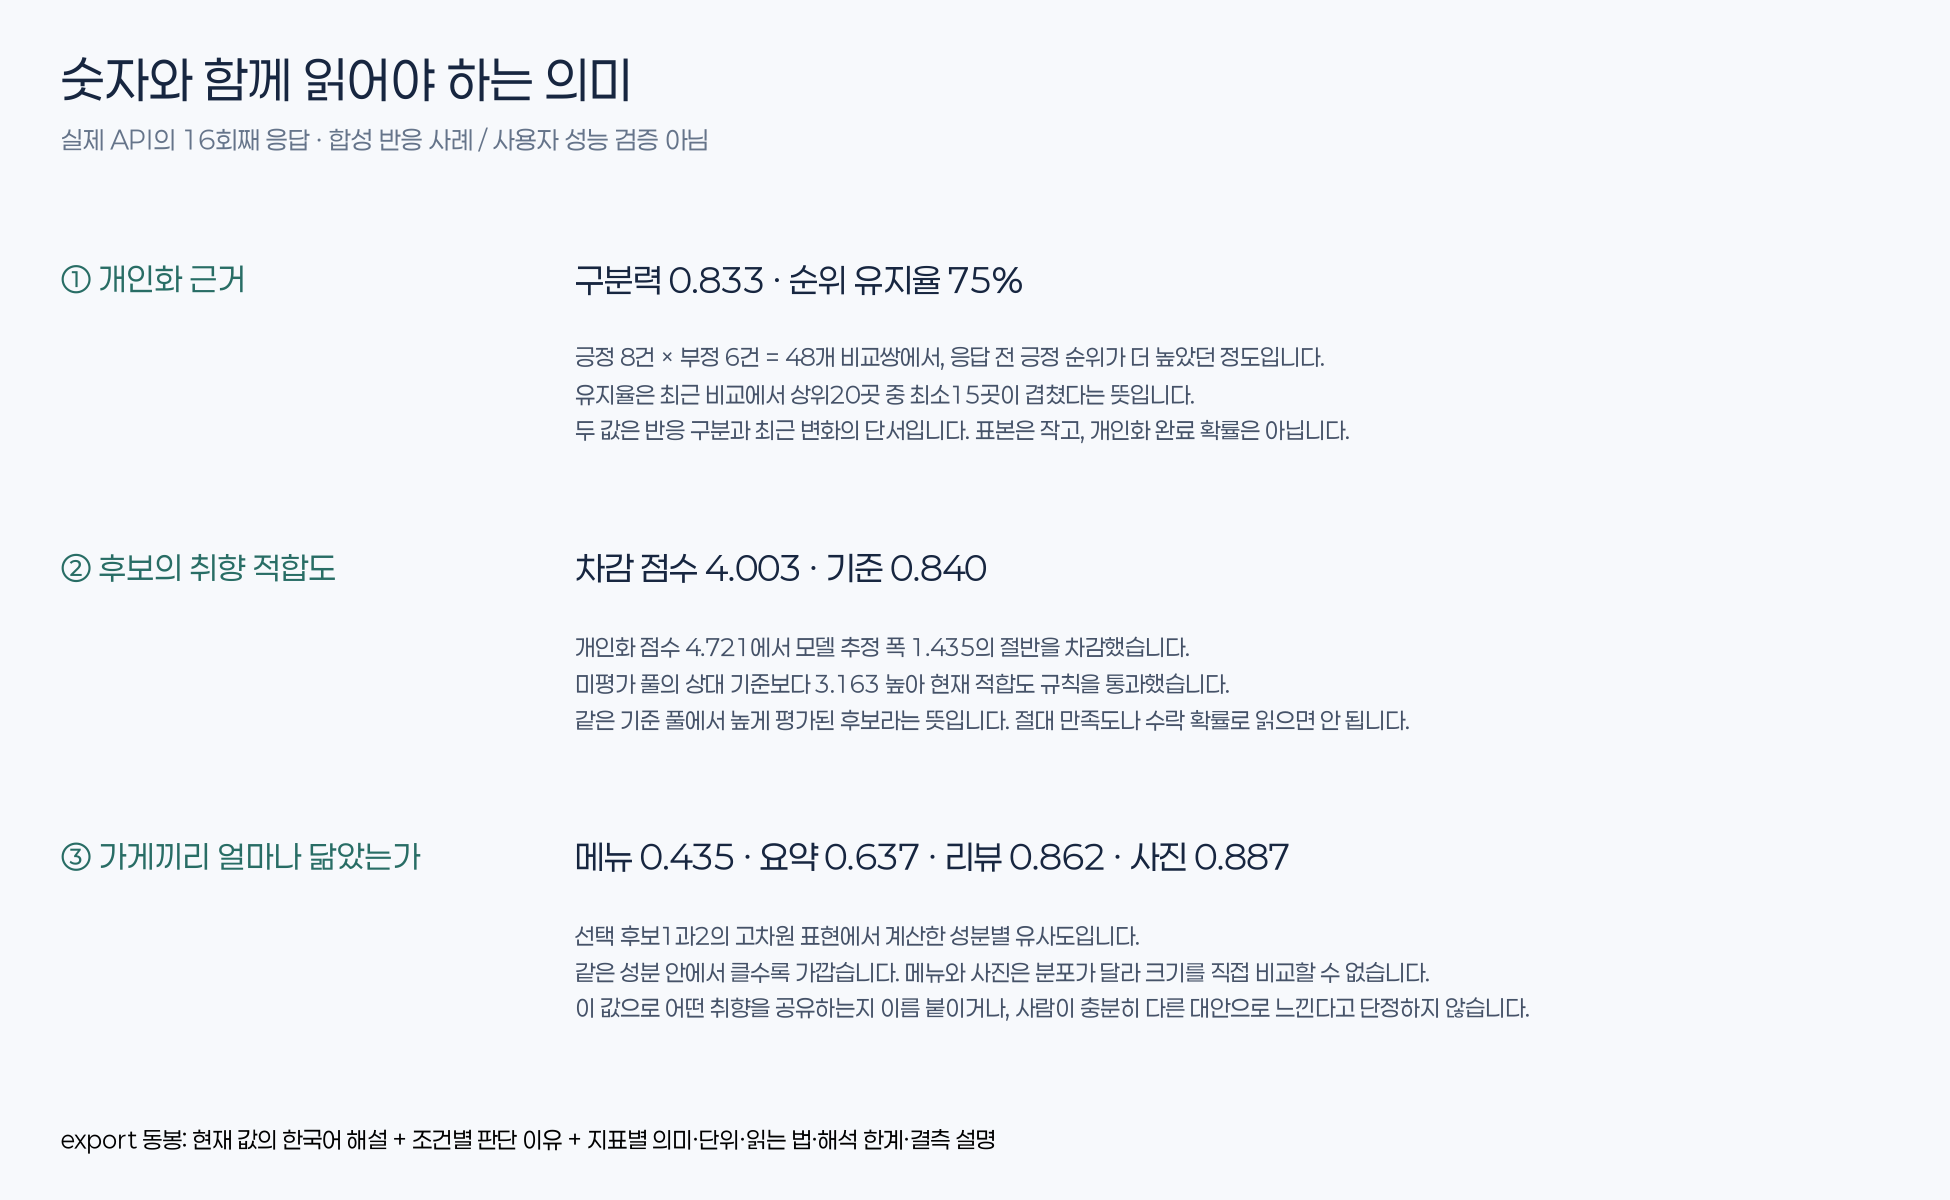 숫자와 함께 읽어야 하는 의미
실제 API의 16회째 응답 · 합성 반응 사례 / 사용자 성능 검증 아님
① 개인화 근거
구분력 0.833 · 순위 유지율 75%
긍정 8건 × 부정 6건 = 48개 비교쌍에서, 응답 전 긍정 순위가 더 높았던 정도입니다.
유지율은 최근 비교에서 상위20곳 중 최소15곳이 겹쳤다는 뜻입니다.
두 값은 반응 구분과 최근 변화의 단서입니다. 표본은 작고, 개인화 완료 확률은 아닙니다.
② 후보의 취향 적합도
차감 점수 4.003 · 기준 0.840
개인화 점수 4.721에서 모델 추정 폭 1.435의 절반을 차감했습니다.
미평가 풀의 상대 기준보다 3.163 높아 현재 적합도 규칙을 통과했습니다.
같은 기준 풀에서 높게 평가된 후보라는 뜻입니다. 절대 만족도나 수락 확률로 읽으면 안 됩니다.
③ 가게끼리 얼마나 닮았는가
메뉴 0.435 · 요약 0.637 · 리뷰 0.862 · 사진 0.887
선택 후보1과2의 고차원 표현에서 계산한 성분별 유사도입니다.
같은 성분 안에서 클수록 가깝습니다. 메뉴와 사진은 분포가 달라 크기를 직접 비교할 수 없습니다.
이 값으로 어떤 취향을 공유하는지 이름 붙이거나, 사람이 충분히 다른 대안으로 느낀다고 단정하지 않습니다.
export 동봉: 현재 값의 한국어 해설 + 조건별 판단 이유 + 지표별 의미·단위·읽는 법·해석 한계·결측 설명